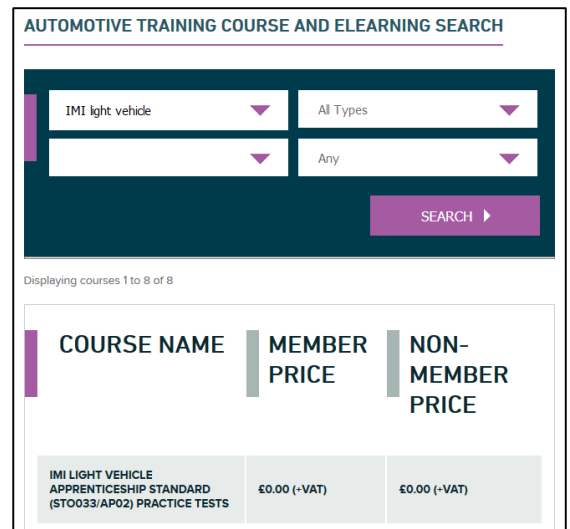 AUTOMOTIVE TRAINING COURSE AND ELEARNING SEARCH
IMI light vehicle
All Types
Any
SEARCH
Displaying courses 1 to 8 of 8
COURSE NAME
MEMBER
PRICE
NON-
MEMBER
PRICE
IMI LIGHT VEHICLE
APPRENTICESHIP STANDARD
(STO033/AP02) PRACTICE TESTS
£0.00 (+VAT)
£0.00 (+VAT)